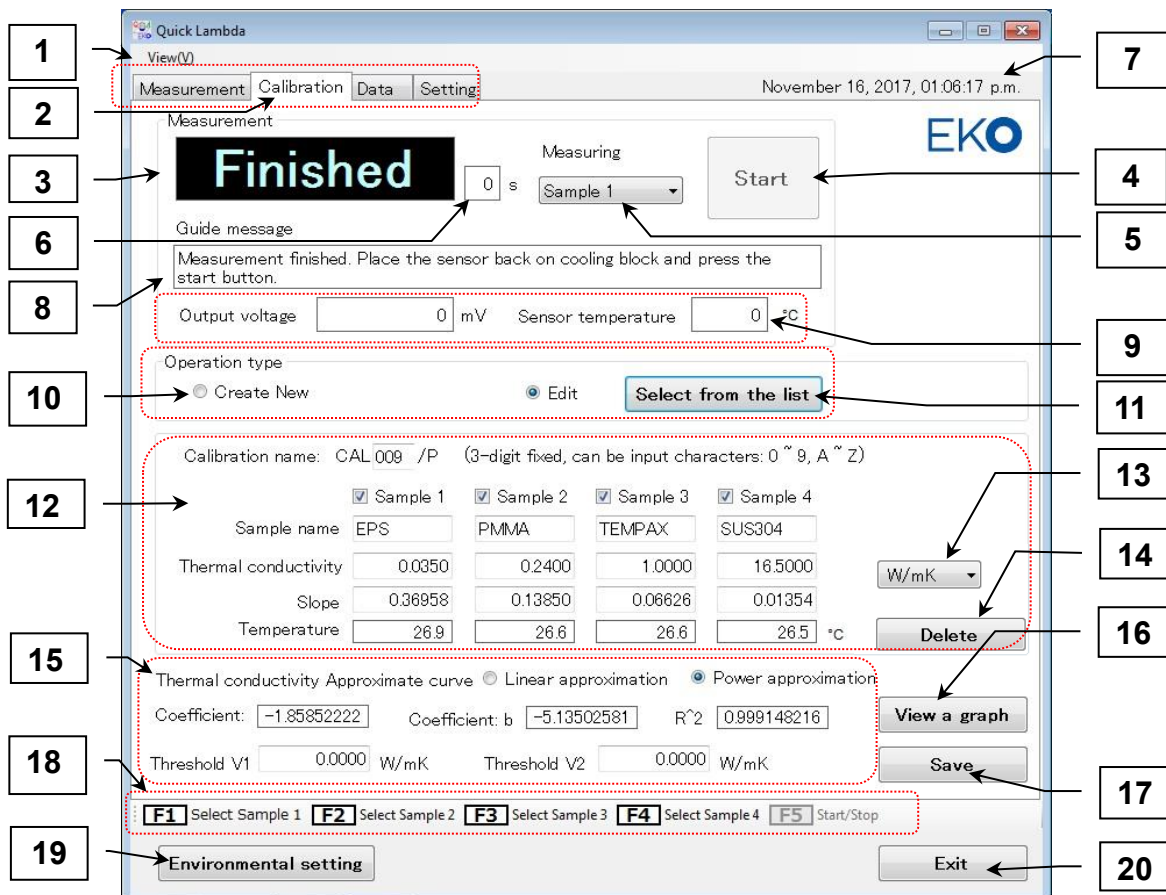 Quick Lambda
1
View(V)
7
Measurement Calibration Data Setting
November 16, 2017, 01:06:17 p.m.
2
Measurement
EKO
3
Finished
0 s
Measuring
Sample 1
Start
4
6
Guide message
5
Measurement finished. Place the sensor back on cooling block and press the
start button.
8
Output voltage 0 mV Sensor temperature 0 °C
9
Operation type
10
Create New Edit Select from the list
11
Calibration name: CAL 009 /P (3-digit fixed, can be input characters: 0 ~ 9, A ~ Z)
12
13
Sample 1 Sample 2 Sample 3 Sample 4
Sample name EPS PMMA TEMPAX SUS304
Thermal conductivity 0.0350 0.2400 1.0000 16.5000 W/mK
14
Slope 0.36958 0.13850 0.06626 0.01354
Temperature 26.9 26.6 26.6 26.5 °C Delete
16
15
Thermal conductivity Approximate curve Linear approximation Power approximation
Coefficient: -1.85852222 Coefficient: b -5.13502581 R^2 0.999148216 View a graph
18
Threshold V1 0.0000 W/mK Threshold V2 0.0000 W/mK Save
17
F1 Select Sample 1 F2 Select Sample 2 F3 Select Sample 3 F4 Select Sample 4 F5 Start/Stop
19
Environmental setting Exit
20